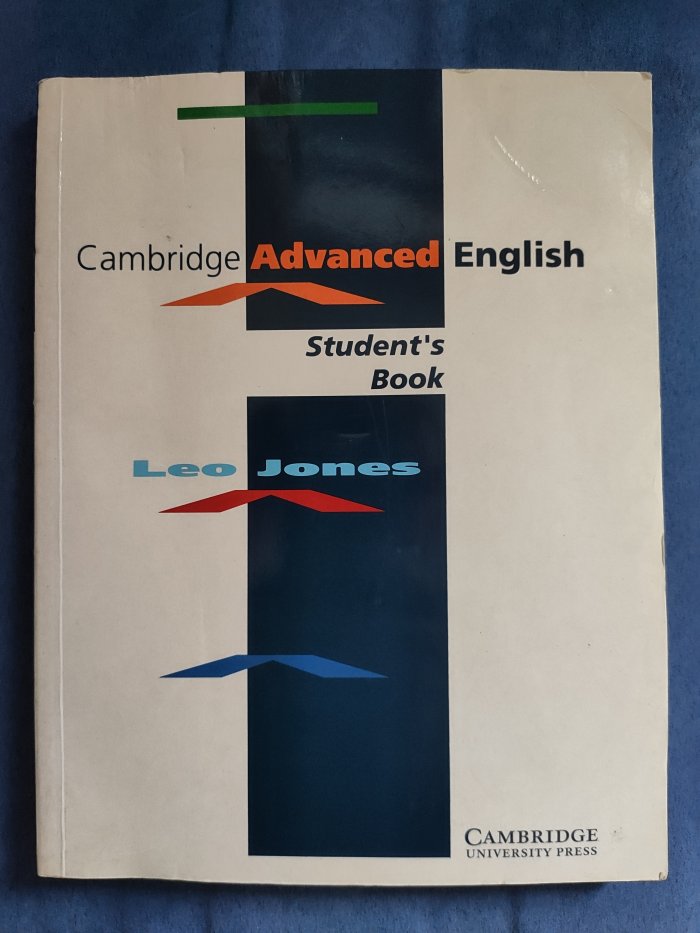 Cambridge Advanced English
Student's
Book
Leo Jones
CAMBRIDGE
UNIVERSITY PRESS